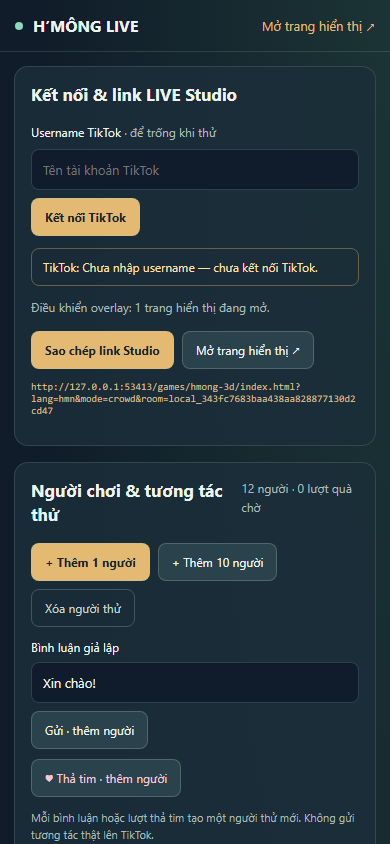 H'MÔNG LIVE
Mở trang hiển thị ↗
Kết nối & link LIVE Studio
Username TikTok · để trống khi thử
Tên tài khoản TikTok
Kết nối TikTok
TikTok: Chưa nhập username — chưa kết nối TikTok.
Điều khiển overlay: 1 trang hiển thị đang mở.
Sao chép link Studio
Mở trang hiển thị ↗
http://127.0.0.1:53413/games/hmong-3d/index.html?
lang=hmn&mode=crowd&room=local_343fc7683baa438aa828877130d2
cd47
Người chơi & tương tác
thử
12 người · 0 lượt quà
chờ
+ Thêm 1 người
+ Thêm 10 người
Xóa người thử
Bình luận giả lập
Xin chào!
Gửi · thêm người
♥ Thả tim · thêm người
Mỗi bình luận hoặc lượt thả tim tạo một người thử mới. Không gửi
tương tác thật lên TikTok.